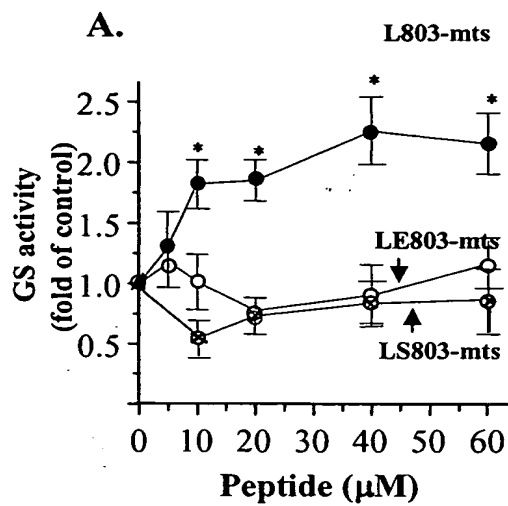 A.
L803-mts
GS activity
(fold of control)
2.5
2.0
1.5
1.0
0.5
* * * *
LE803-mts
LS803-mts
0 10 20 30 40 50 60
Peptide (µM)